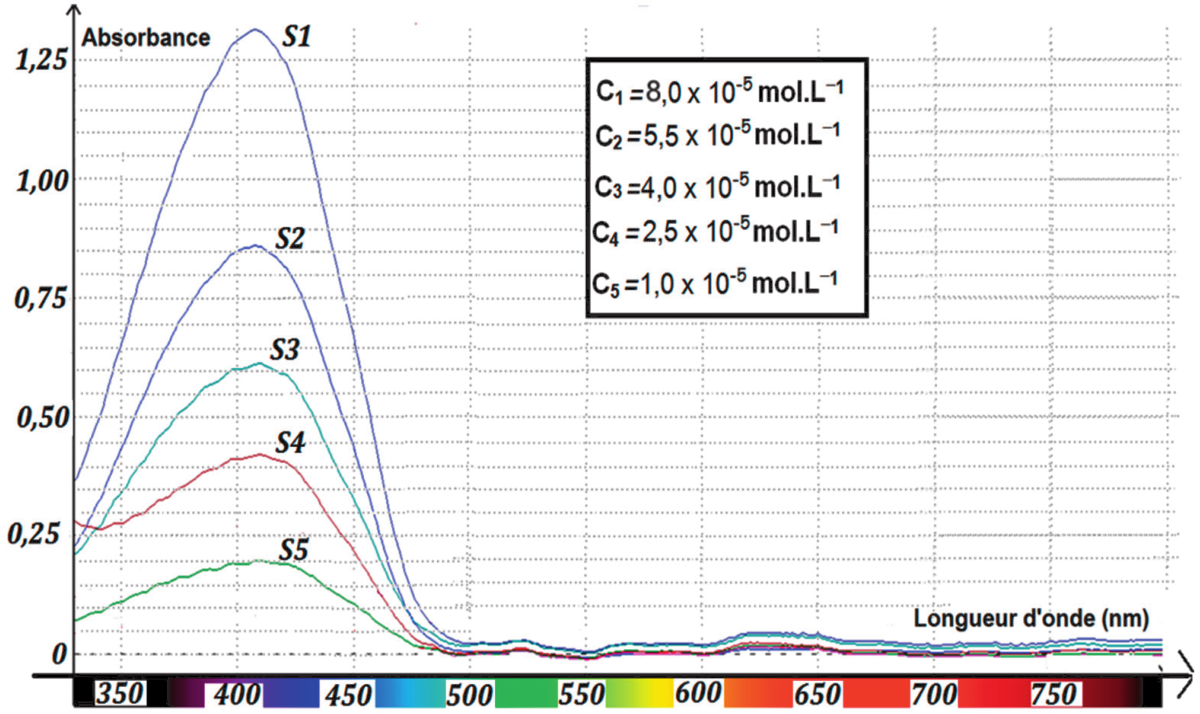 Absorbance
S1
1,25
C₁ =8,0 x 10⁻⁵ mol.L⁻¹
C₂ =5,5 x 10⁻⁵ mol.L⁻¹
1,00
C₃ =4,0 x 10⁻⁵ mol.L⁻¹
C₄ =2,5 x 10⁻⁵ mol.L⁻¹
S2
C₅ =1,0 x 10⁻⁵ mol.L⁻¹
0,75
S3
0,50
S4
0,25
S5
Longueur d'onde (nm)
0
350 400 450 500 550 600 650 700 750